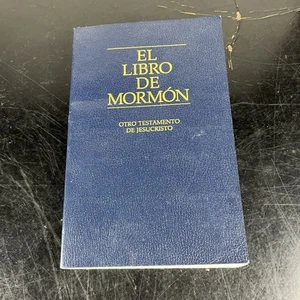 EL
LIBRO
DE
MORMÓN
OTRO TESTAMENTO
DE JESUCRISTO